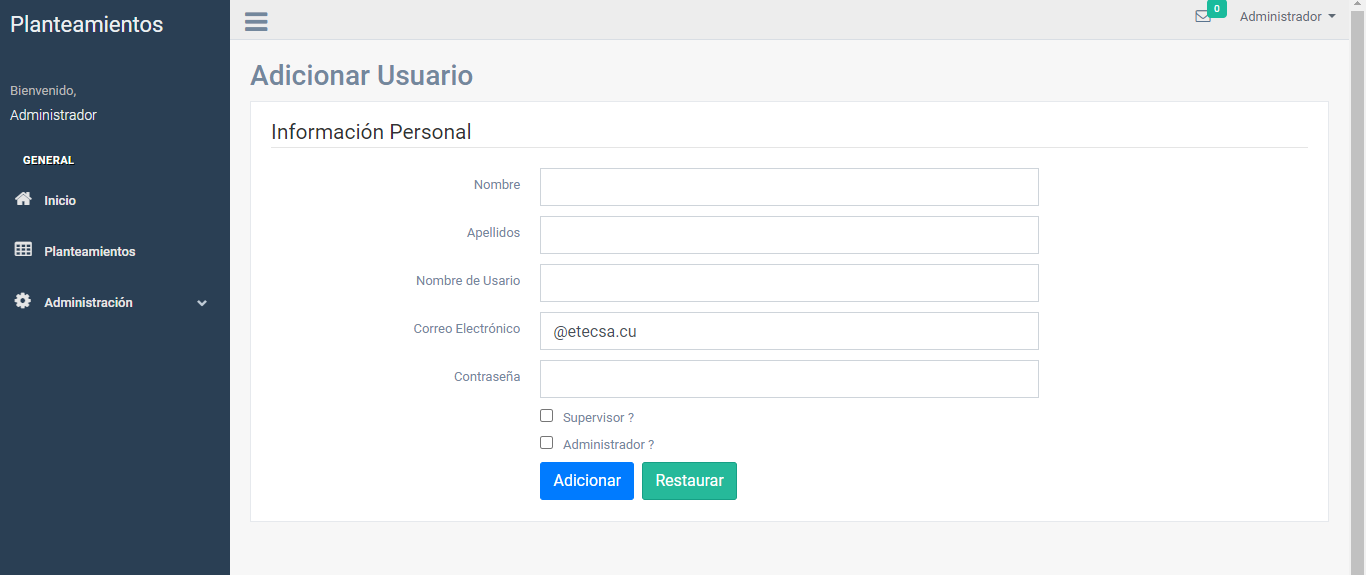 Planteamientos
0
Administrador
Bienvenido,
Administrador
GENERAL
Inicio
Planteamientos
Administración
Adicionar Usuario
Información Personal
Nombre
Apellidos
Nombre de Usario
Correo Electrónico
@etecsa.cu
Contraseña
Supervisor ?
Administrador ?
Adicionar
Restaurar